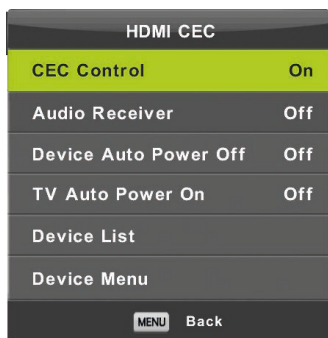 HDMI CEC
CEC Control On
Audio Receiver Off
Device Auto Power Off Off
TV Auto Power On Off
Device List
Device Menu
MENU Back